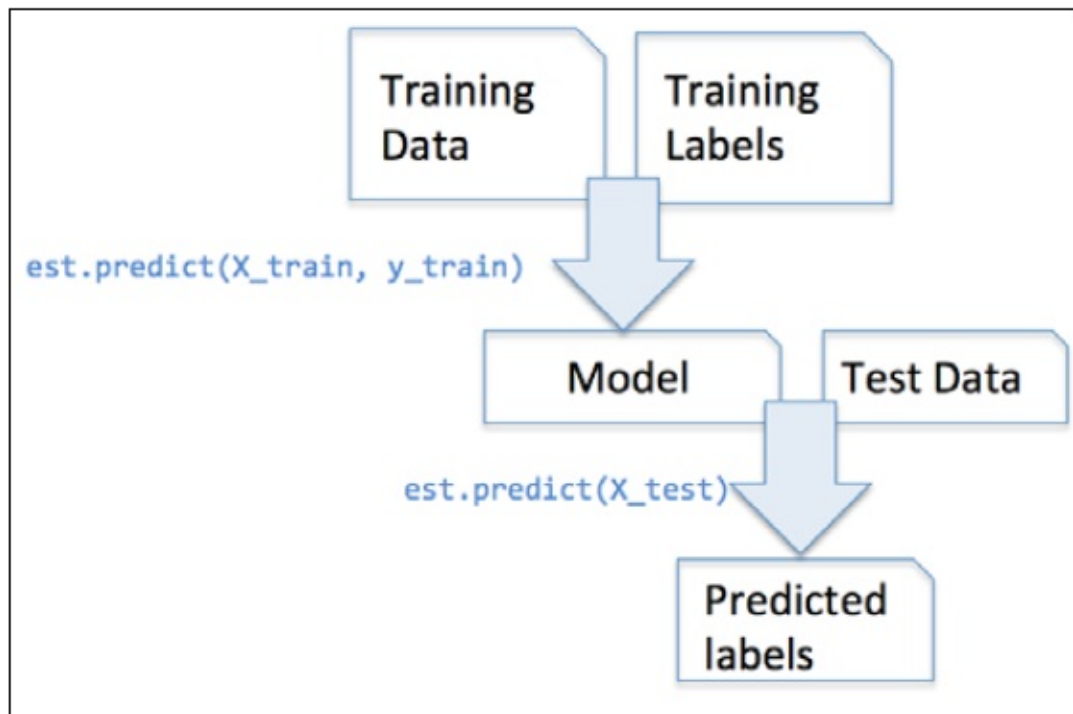 Training
Data
Training
Labels
est.predict(X_train, y_train)
Model
Test Data
est.predict(X_test)
Predicted
labels